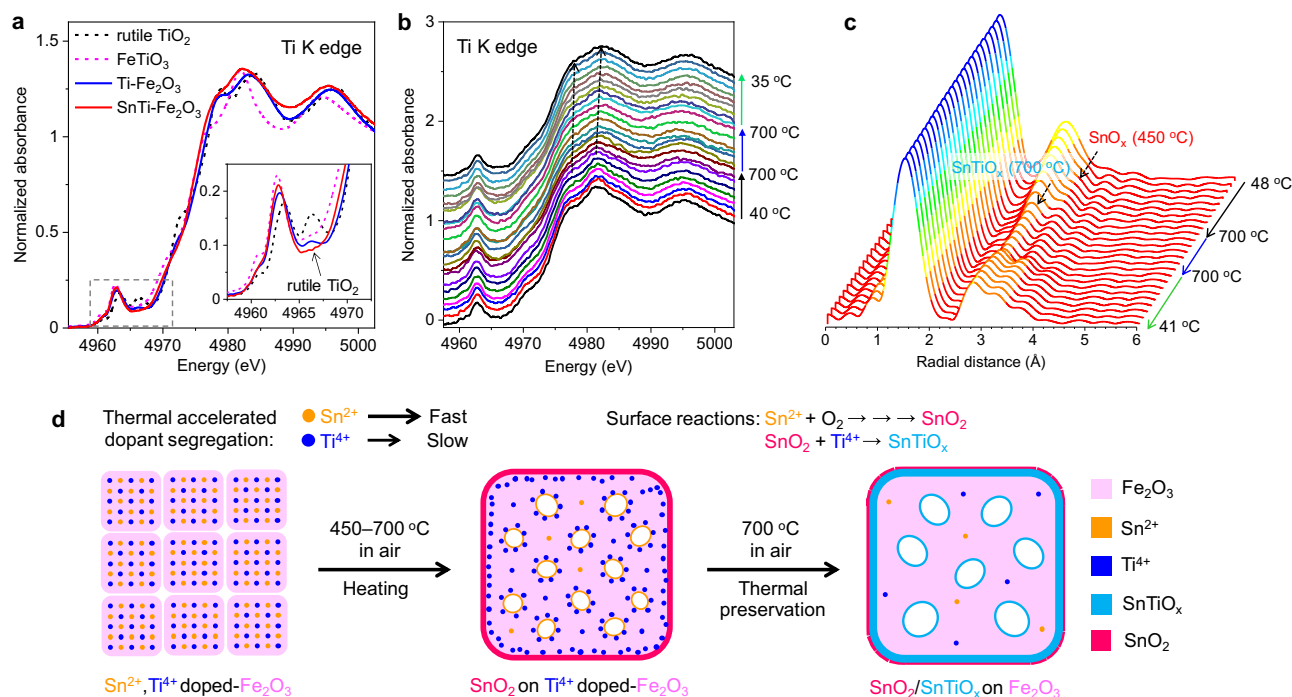 a
Ti K edge
rutile TiO2
FeTiO3
Ti–Fe2O3
SnTi–Fe2O3
Normalized absorbance
1.5
1
0.5
0
4960 4970 4980 4990 5000
Energy (eV)
0.2
0.1
0
4960 4965 4970
rutile TiO2
b
Ti K edge
Normalized absorbance
3
2
1
0
4960 4970 4980 4990 5000
Energy (eV)
35 °C
700 °C
700 °C
40 °C
c
SnOx (450 °C)
SnTiOx (700 °C)
48 °C
700 °C
700 °C
41 °C
0 1 2 3 4 5 6
Radial distance (Å)
d
Thermal accelerated
dopant segregation:
Sn2+ → Fast
Ti4+ → Slow
Surface reactions: Sn2+ + O2 → → → SnO2
SnO2 + Ti4+ → SnTiOx
450–700 °C
in air
Heating
700 °C
in air
Thermal
preservation
Fe2O3
Sn2+
Ti4+
SnTiOx
SnO2
Sn2+,Ti4+ doped-Fe2O3
SnO2 on Ti4+ doped-Fe2O3
SnO2/SnTiOx on Fe2O3